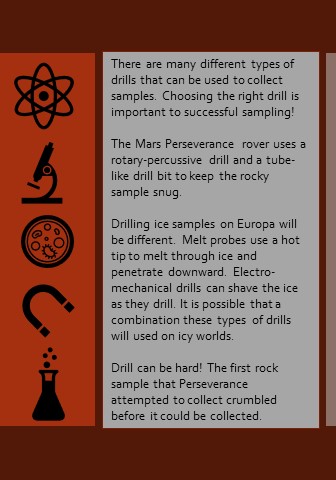 There are many different types of
drills that can be used to collect
samples. Choosing the right drill is
important to successful sampling!
The Mars Perseverance rover uses a
rotary-percussive drill and a tube-
like drill bit to keep the rocky
sample snug.
Drilling ice samples on Europa will
be different. Melt probes use a hot
tip to melt through ice and
penetrate downward. Electro-
mechanical drills can shave the ice
as they drill. It is possible that a
combination these types of drills
will used on icy worlds.
Drill can be hard! The first rock
sample that Perseverance
attempted to collect crumbled
before it could be collected.